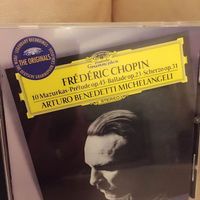 THE ORIGINALS
Deutsche
Grammophon
FRÉDÉRIC CHOPIN
10 Mazurkas · Prélude op. 45 · Ballade op. 23 · Scherzo op. 31
ARTURO BENEDETTI MICHELANGELI
STEREO